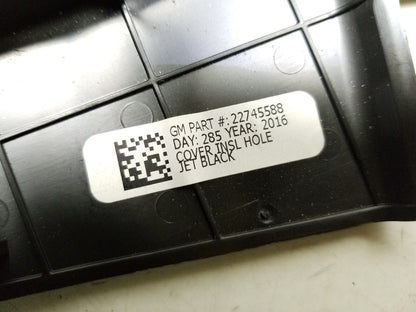 GM PART #: 22745588
DAY: 285 YEAR: 2016
COVER INSL HOLE
JET BLACK